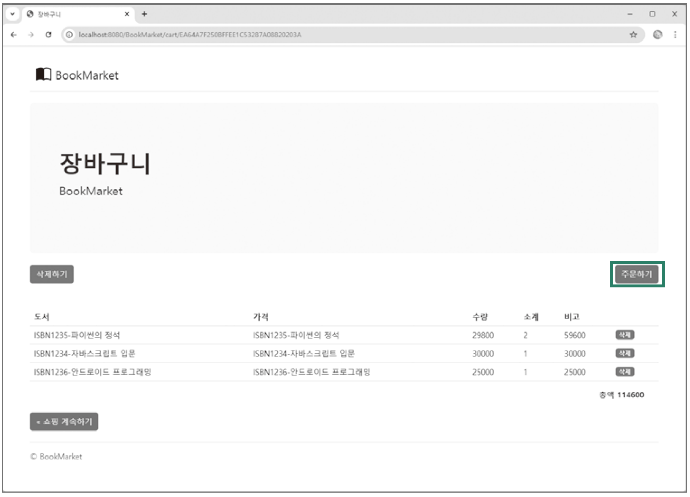 장바구니
localhost:8080/BookMarket/cart/EA64A7F250BFFEE1C53287A08820203A
BookMarket
장바구니
BookMarket
삭제하기 주문하기
도서 가격 수량 소계 비고
ISBN1235-파이썬의 정석 ISBN1235-파이썬의 정석 29800 2 59600 삭제
ISBN1234-자바스크립트 입문 ISBN1234-자바스크립트 입문 30000 1 30000 삭제
ISBN1236-안드로이드 프로그래밍 ISBN1236-안드로이드 프로그래밍 25000 1 25000 삭제
총액 114600
« 쇼핑 계속하기
© BookMarket